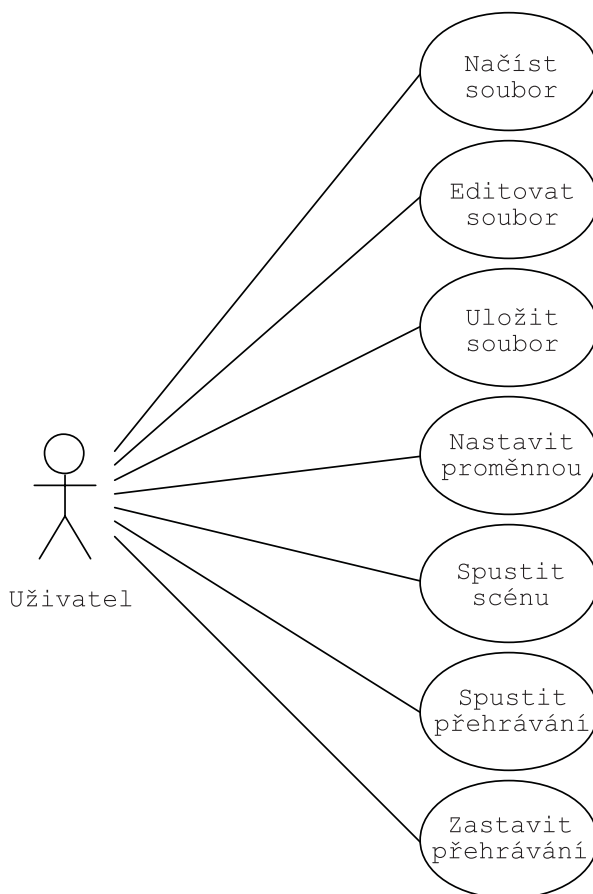 Načíst
soubor
Editovat
soubor
Uložit
soubor
Nastavit
proměnnou
Spustit
scénu
Uživatel
Spustit
přehrávání
Zastavit
přehrávání